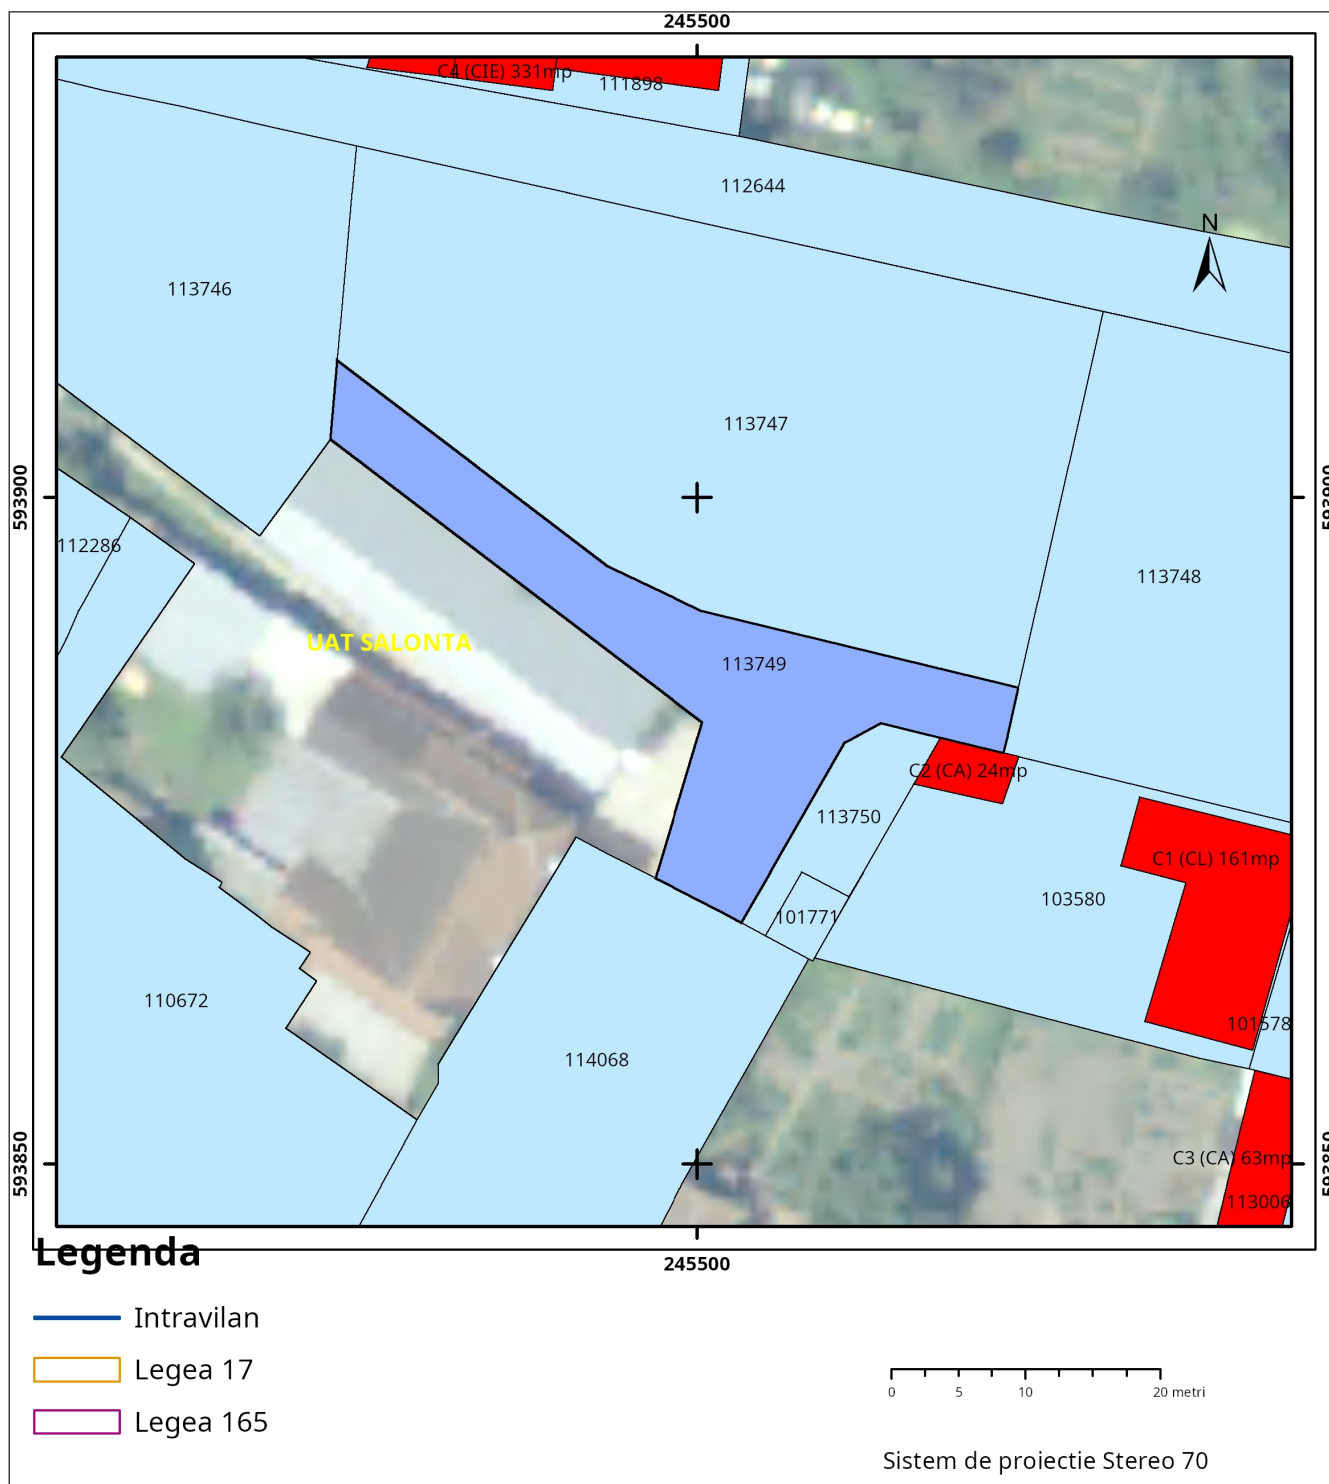 245500
C4 (CIE) 331mp
111898
112644
N
113746
113747
593900
593900
112286
113748
UAT SALONTA
113749
C2 (CA) 24mp
113750
C1 (CL) 161mp
103580
101771
110672
101578
114068
593850
593850
C3 (CA) 63mp
113006
245500
Legenda
Intravilan
Legea 17
Legea 165
0 5 10 20 metri
Sistem de proiectie Stereo 70